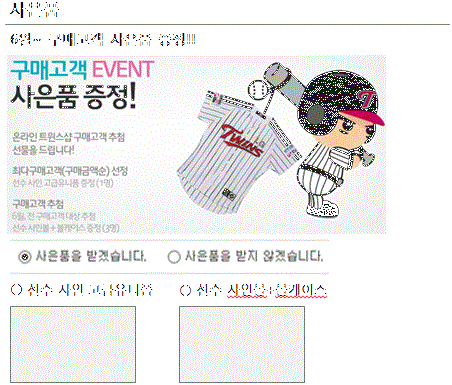 사은품
6월~ 구매고객 사은품 증정!!!
구매고객 EVENT
사은품 증정!
온라인 트윈스샵 구매고객 추첨
선물을 드립니다!
최다구매고객(구매금액순) 선정
선수 사인 고급유니폼 증정 (1명)
구매고객 추첨
6월, 전 구매고객 대상 추첨
선수 사인볼+볼케이스 증정 (3명)
TWINS
T
사은품을 받겠습니다.
사은품을 받지 않겠습니다.
○ 선수 사인 고급유니폼
○ 선수 사인볼+볼케이스